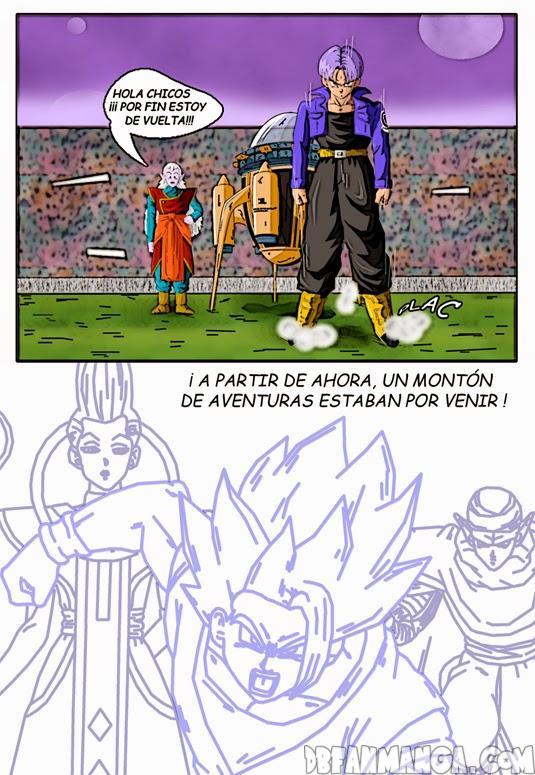 HOLA CHICOS
¡¡¡ POR FIN ESTOY
DE VUELTA!!!
CLAC
¡ A PARTIR DE AHORA, UN MONTÓN
DE AVENTURAS ESTABAN POR VENIR !
DBFANMANGA.COM